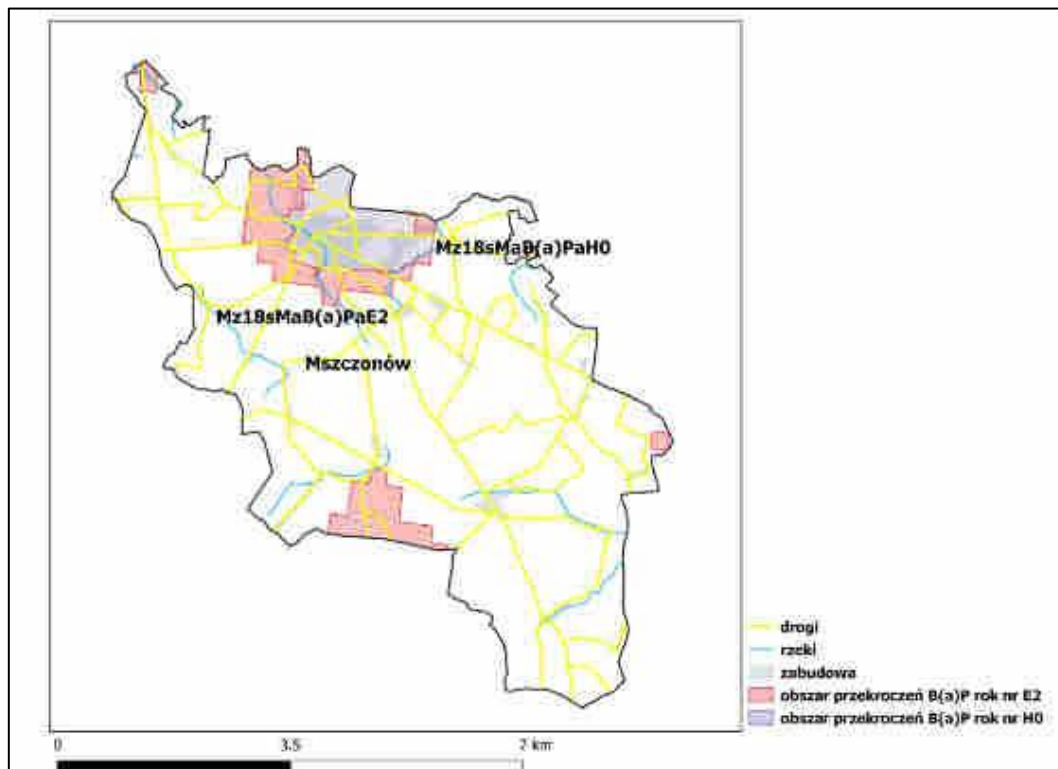 Mz18sMaB(a)PaH0
Mz18sMaB(a)PaE2
Mszczonów
drogi
rzeki
zabudowa
obszar przekroczeń B(a)P rok nr E2
obszar przekroczeń B(a)P rok nr H0
0 3.5 7 km